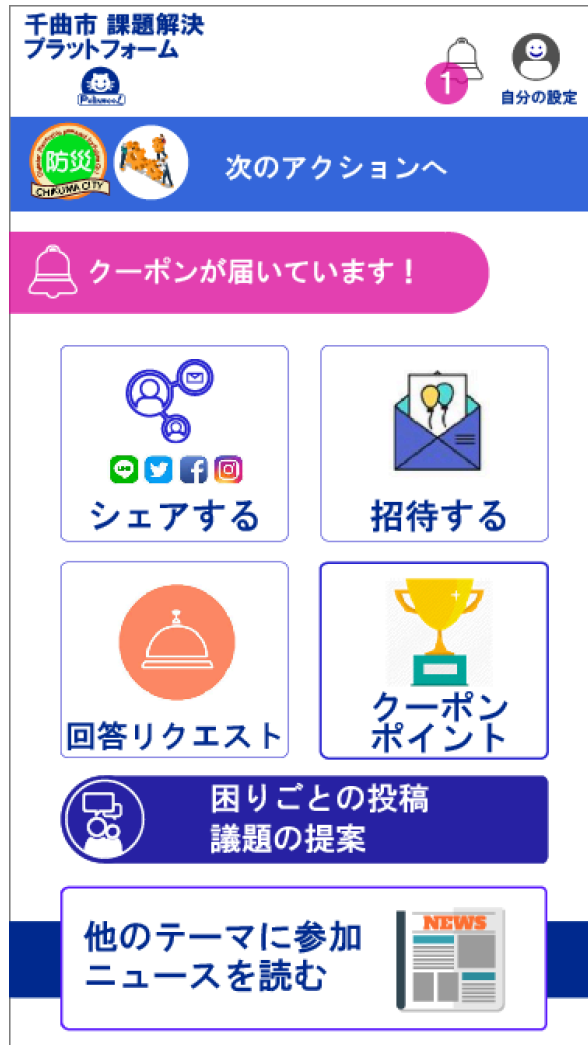 千曲市 課題解決
プラットフォーム
1
自分の設定
防災
CHIKUMA CITY
次のアクションへ
クーポンが届いています！
シェアする
招待する
回答リクエスト
クーポン
ポイント
困りごとの投稿
議題の提案
他のテーマに参加
ニュースを読む
NEWS